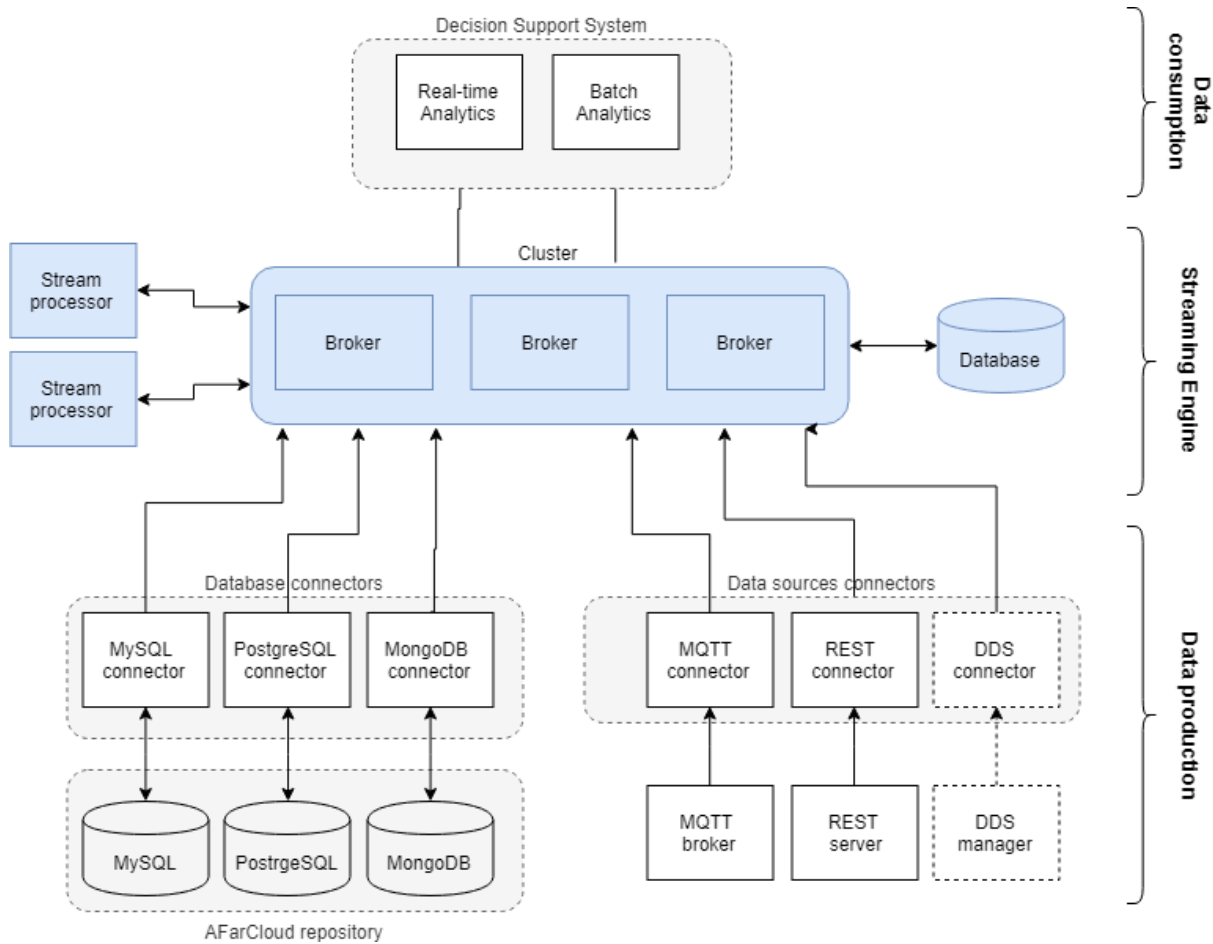 Decision Support System
Real-time
Analytics
Batch
Analytics
Data
consumption
Cluster
Stream
processor
Broker
Broker
Broker
Database
Stream
processor
Streaming Engine
Database connectors
Data sources connectors
MySQL
connector
PostgreSQL
connector
MongoDB
connector
MQTT
connector
REST
connector
DDS
connector
Data production
MySQL
PostrgeSQL
MongoDB
MQTT
broker
REST
server
DDS
manager
AFarCloud repository